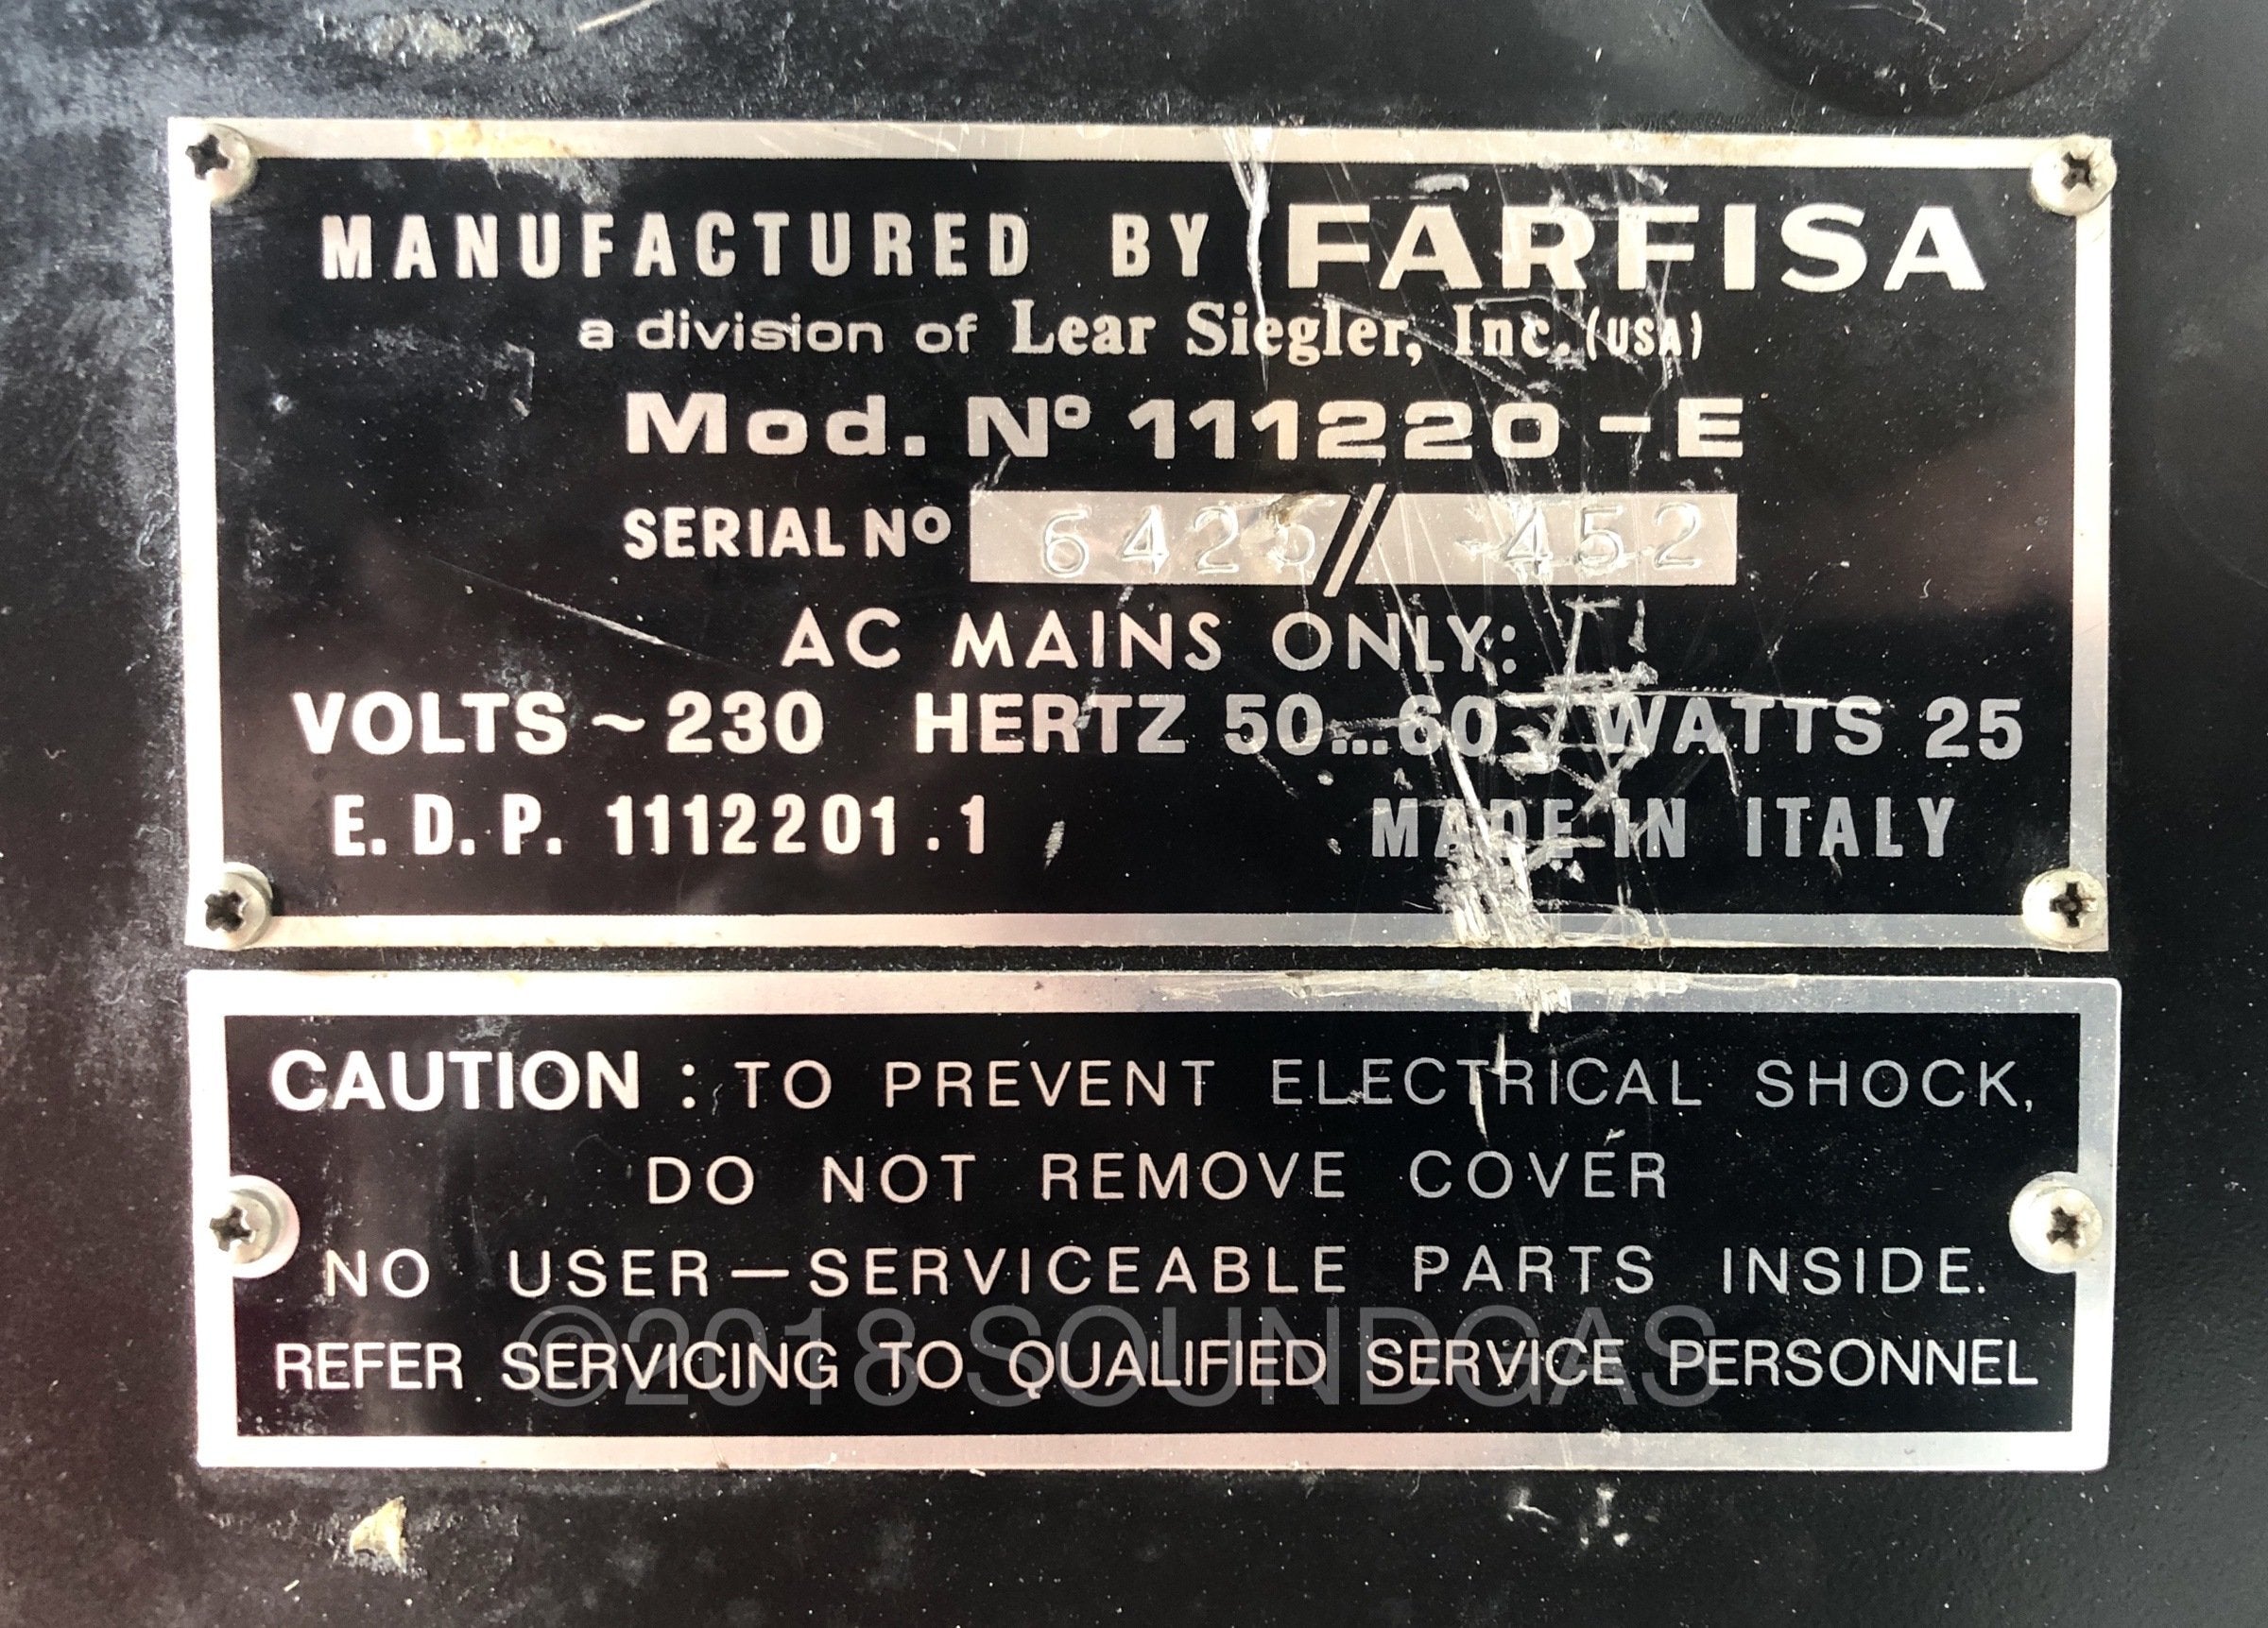 MANUFACTURED BY FARFISA
a division of Lear Siegler, Inc. (USA)
Mod. Nº 111220-E
SERIAL Nº 6425/ 452
AC MAINS ONLY:
VOLTS ~ 230 HERTZ 50...60 WATTS 25
E.D.P. 1112201.1 MADE IN ITALY
CAUTION : TO PREVENT ELECTRICAL SHOCK,
DO NOT REMOVE COVER
NO USER—SERVICEABLE PARTS INSIDE.
REFER SERVICING TO QUALIFIED SERVICE PERSONNEL
©2018 SOUNDGAS